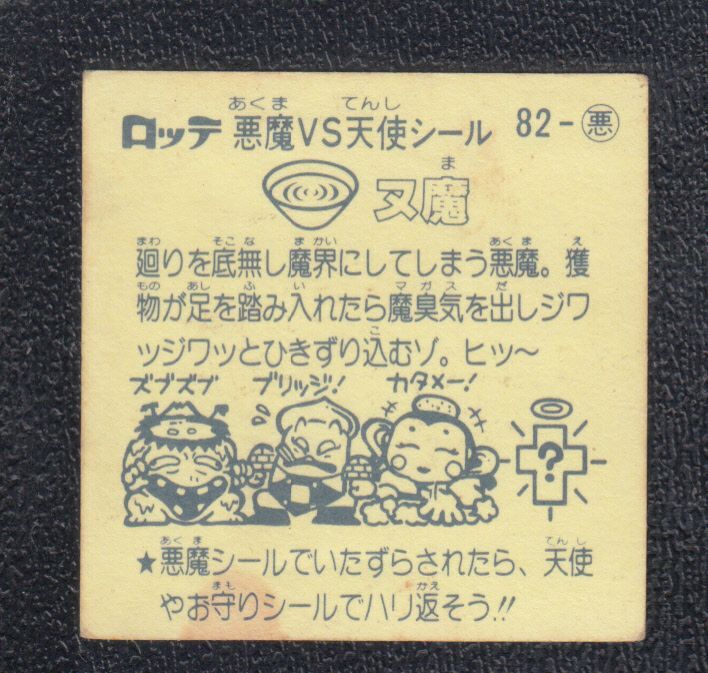 あくま てんし
ロッテ 悪魔VS天使シール 82-悪
ま
ヌ魔
まわ そこな まかい あくま え
廻りを底無し魔界にしてしまう悪魔。獲
もの あし ふ い マガス だ
物が足を踏み入れたら魔臭気を出しジワ
こ
ッジワッとひきずり込むゾ。ヒッ〜
ズブズブ ブリッジ! カタメー!
?
あくま てんし
★悪魔シールでいたずらされたら、天使
まも かえ
やお守りシールでハリ返そう!!